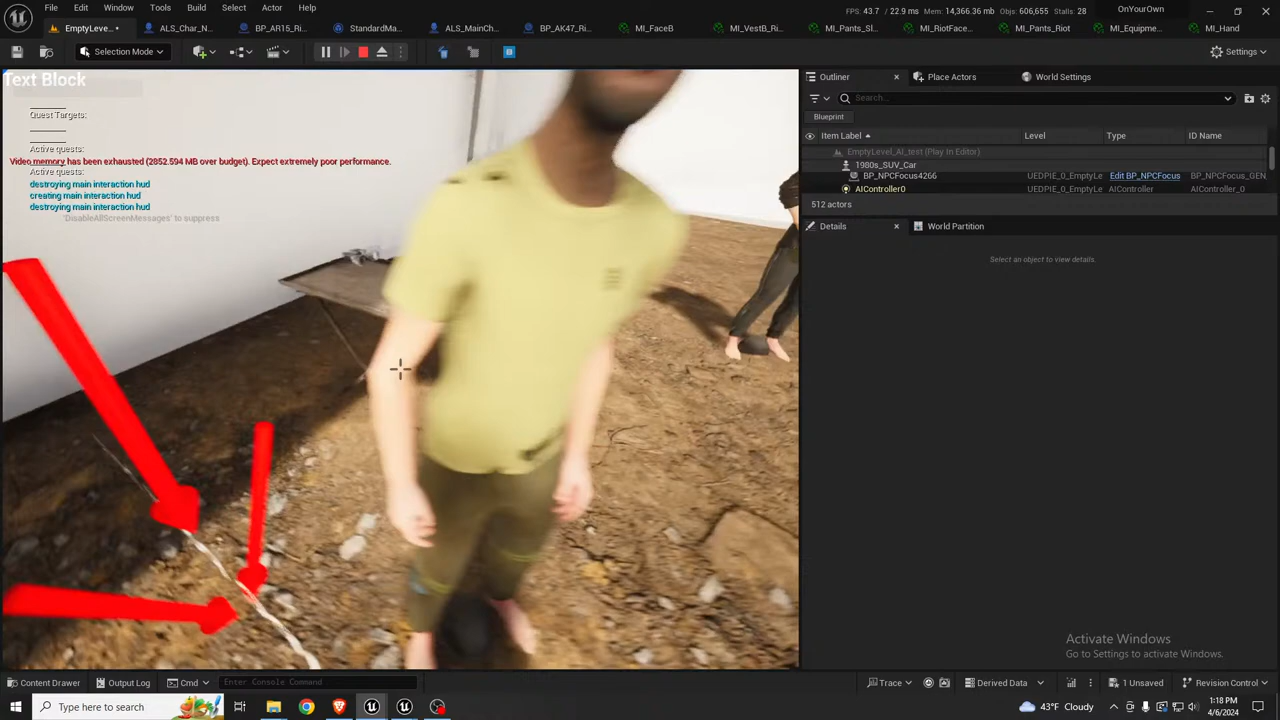 File Edit Window Tools Build Select Actor Help
FPS: 43.7 / 22.9 ms Mem: 14,366.36 mb Objs: 606,655 Stalls: 28
OnYourOwn
EmptyLeve...
ALS_Char_N...
BP_AR15_Ri...
StandardMa...
ALS_MainCh...
BP_AK47_Ri...
MI_FaceB
MI_VestB_Ri...
MI_Pants_Sl...
MI_RiotFace...
MI_Pants_Riot
MI_Equipme...
MI_Hand
Selection Mode
Settings
Text Block
Quest Targets:
Active quests:
Video memory has been exhausted (2852.594 MB over budget). Expect extremely poor performance.
Active quests:
destroying main interaction hud
creating main interaction hud
destroying main interaction hud
'DisableAllScreenMessages' to suppress
Outliner
Place Actors
World Settings
Search...
Blueprint
Item Label Level Type ID Name
EmptyLevel_AI_test (Play In Editor)
1980s_SUV_Car
BP_NPCFocus4266 UEDPIE_0_EmptyLe Edit BP_NPCFocus BP_NPCFocus_GEN
AIController0 UEDPIE_0_EmptyLe AIController AIController_0
512 actors
Details
World Partition
Select an object to view details.
Activate Windows
Go to Settings to activate Windows.
Content Drawer
Output Log
Cmd
Enter Console Command
Trace
Derived Data
1 Unsaved
Revision Control
Type here to search
43°F Cloudy
1:18 PM
4/6/2024